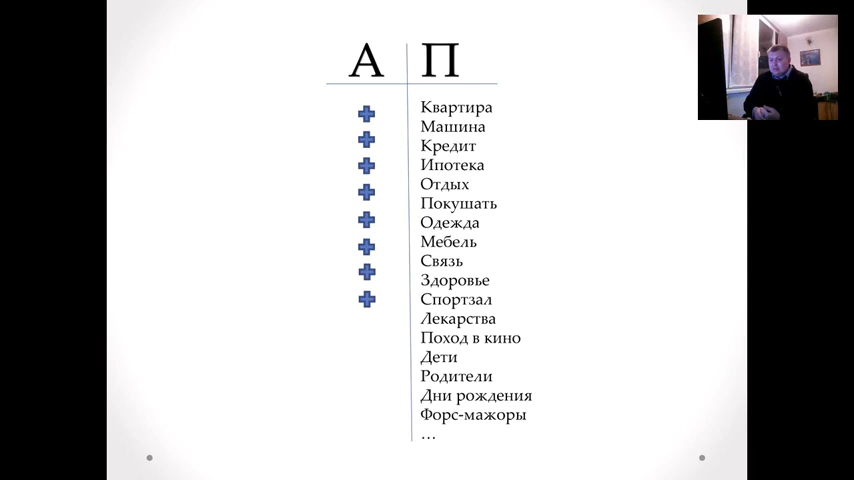 А П
Квартира
Машина
Кредит
Ипотека
Отдых
Покушать
Одежда
Мебель
Связь
Здоровье
Спортзал
Лекарства
Поход в кино
Дети
Родители
Дни рождения
Форс-мажоры
...